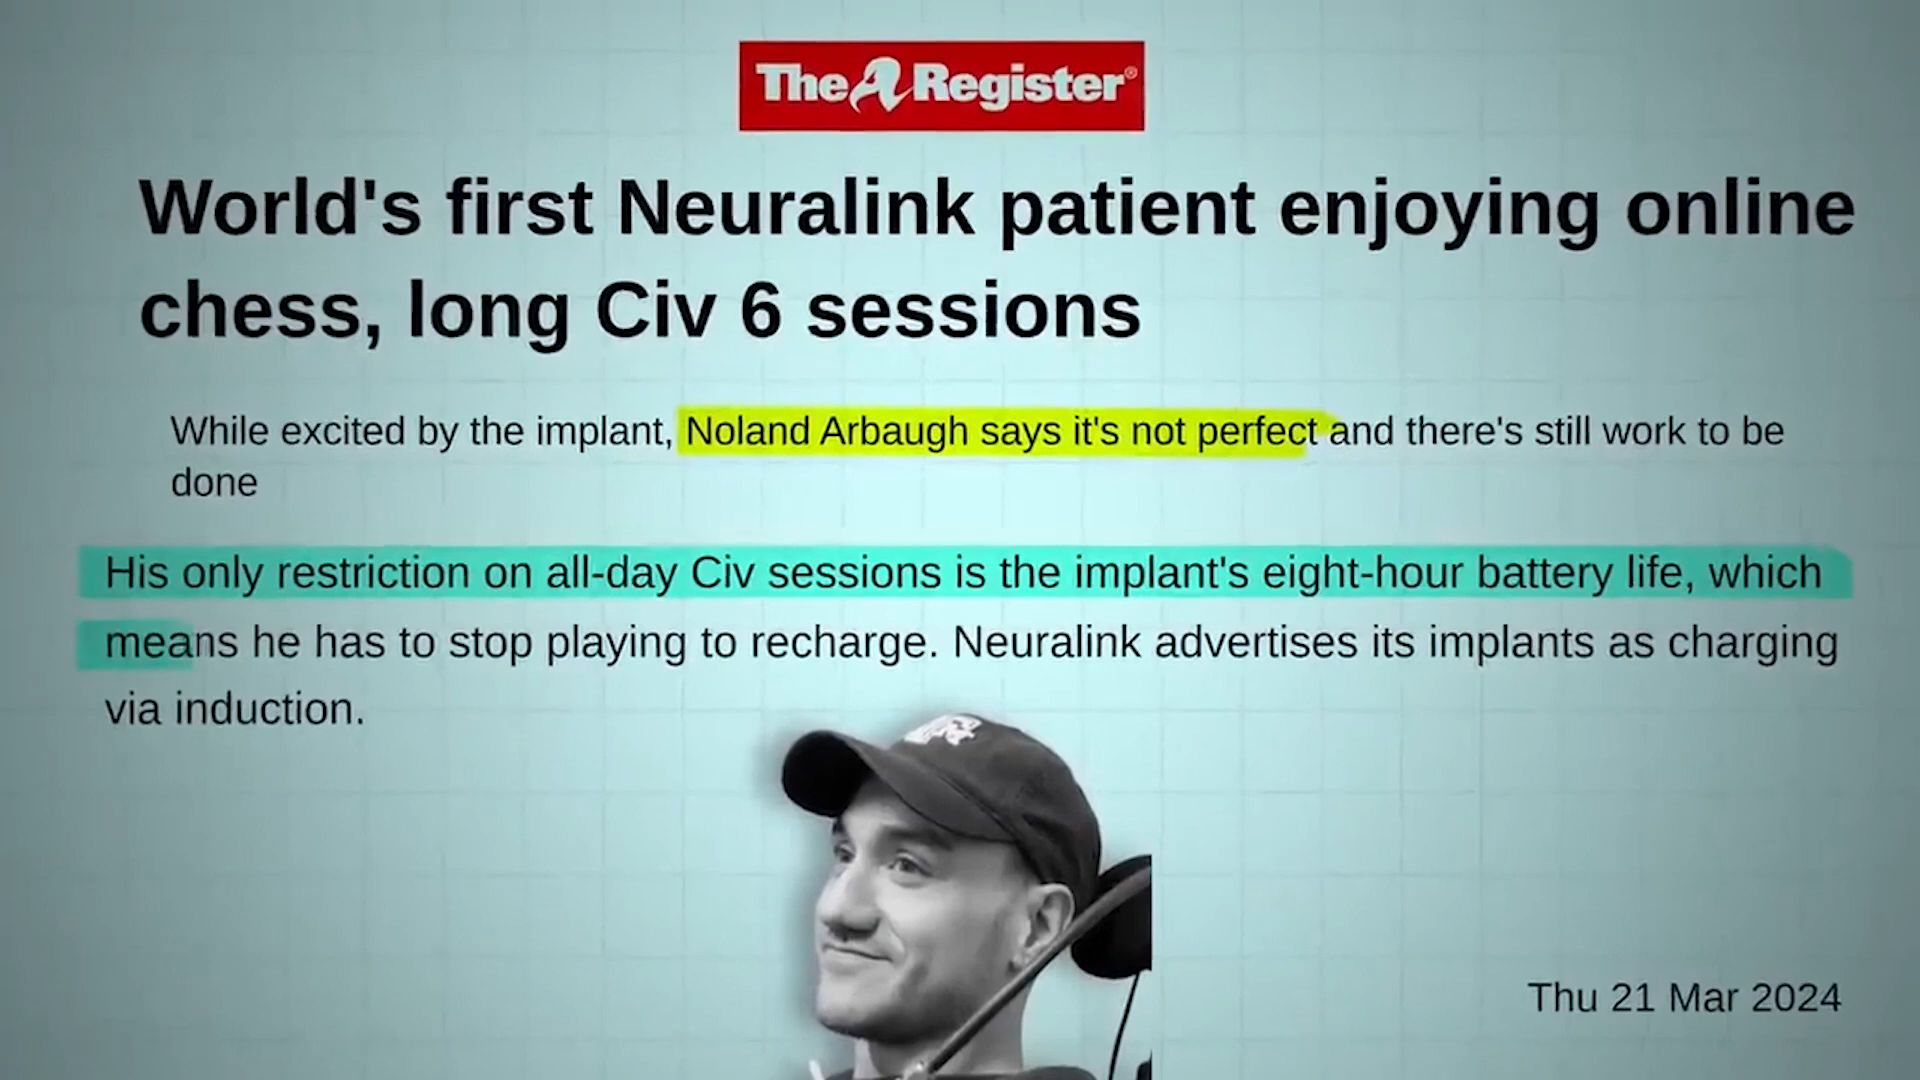 The Register®
World's first Neuralink patient enjoying online
chess, long Civ 6 sessions
While excited by the implant, Noland Arbaugh says it's not perfect and there's still work to be
done
His only restriction on all-day Civ sessions is the implant's eight-hour battery life, which
means he has to stop playing to recharge. Neuralink advertises its implants as charging
via induction.
Thu 21 Mar 2024